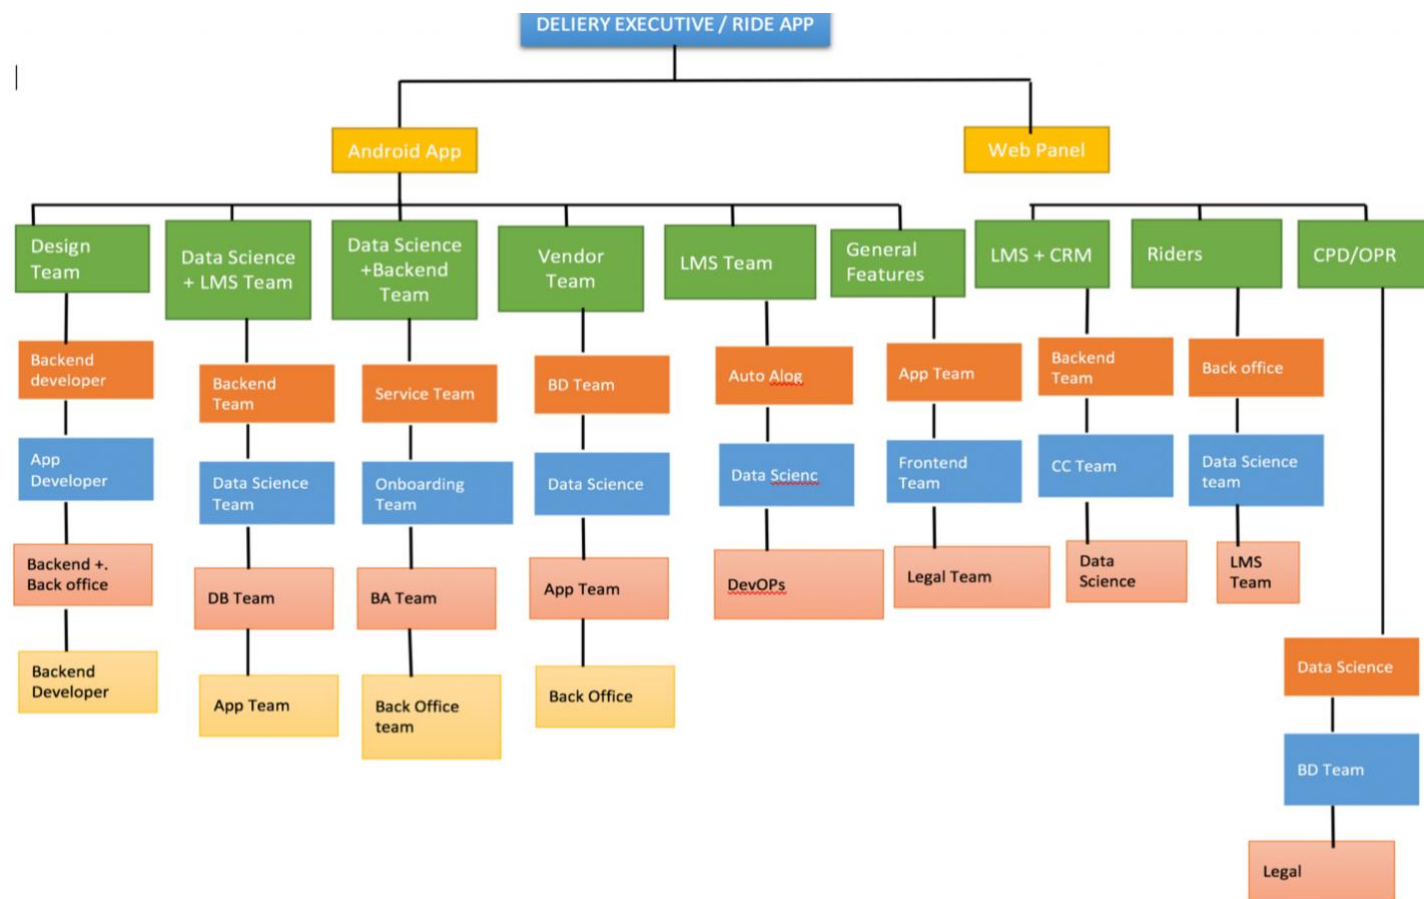 DELIERY EXECUTIVE / RIDE APP
Android App
Web Panel
Design
Team
Data Science
+ LMS Team
Data Science
+Backend
Team
Vendor
Team
LMS Team
General
Features
LMS + CRM
Riders
CPD/OPR
Backend
developer
Backend
Team
Service Team
BD Team
Auto Alog
App Team
Backend
Team
Back office
App
Developer
Data Science
Team
Onboarding
Team
Data Science
Data Scienc
Frontend
Team
CC Team
Data Science
team
Backend +.
Back office
DB Team
BA Team
App Team
DevOPs
Legal Team
Data
Science
LMS
Team
Backend
Developer
App Team
Back Office
team
Back Office
Data Science
BD Team
Legal